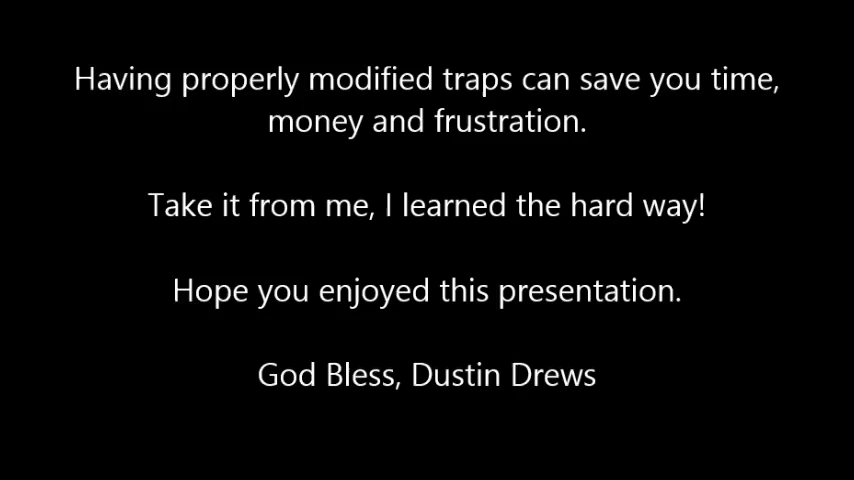 Having properly modified traps can save you time,
money and frustration.
Take it from me, I learned the hard way!
Hope you enjoyed this presentation.
God Bless, Dustin Drews